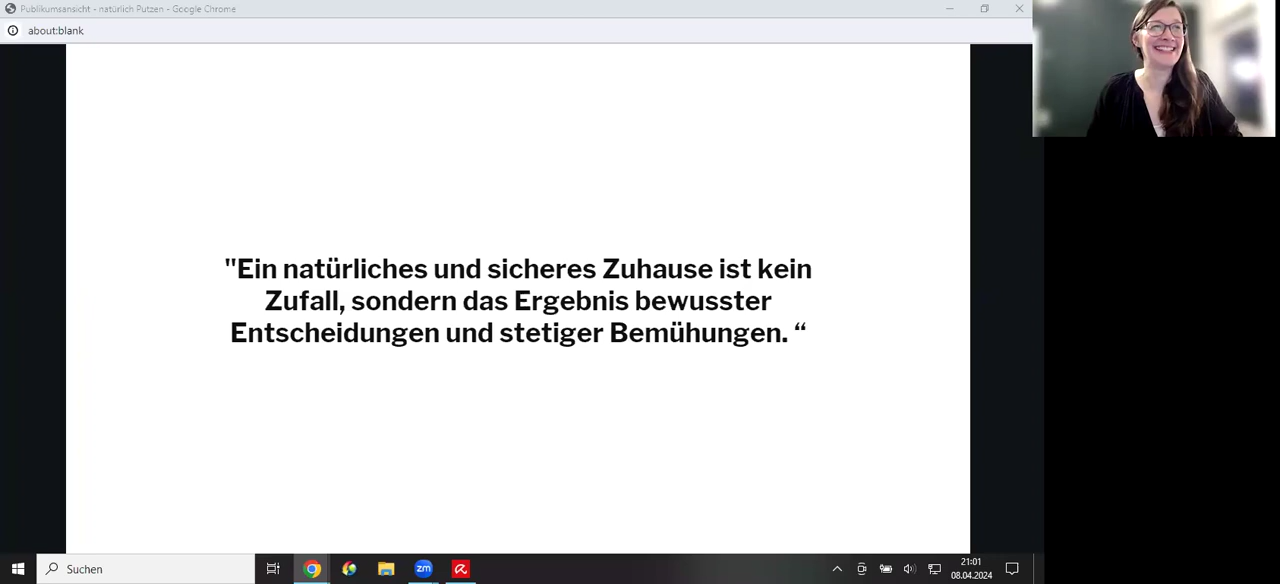 Publikumsansicht - natürlich Putzen - Google Chrome
about:blank
"Ein natürliches und sicheres Zuhause ist kein
Zufall, sondern das Ergebnis bewusster
Entscheidungen und stetiger Bemühungen. “
Suchen
zm
21:01
08.04.2024